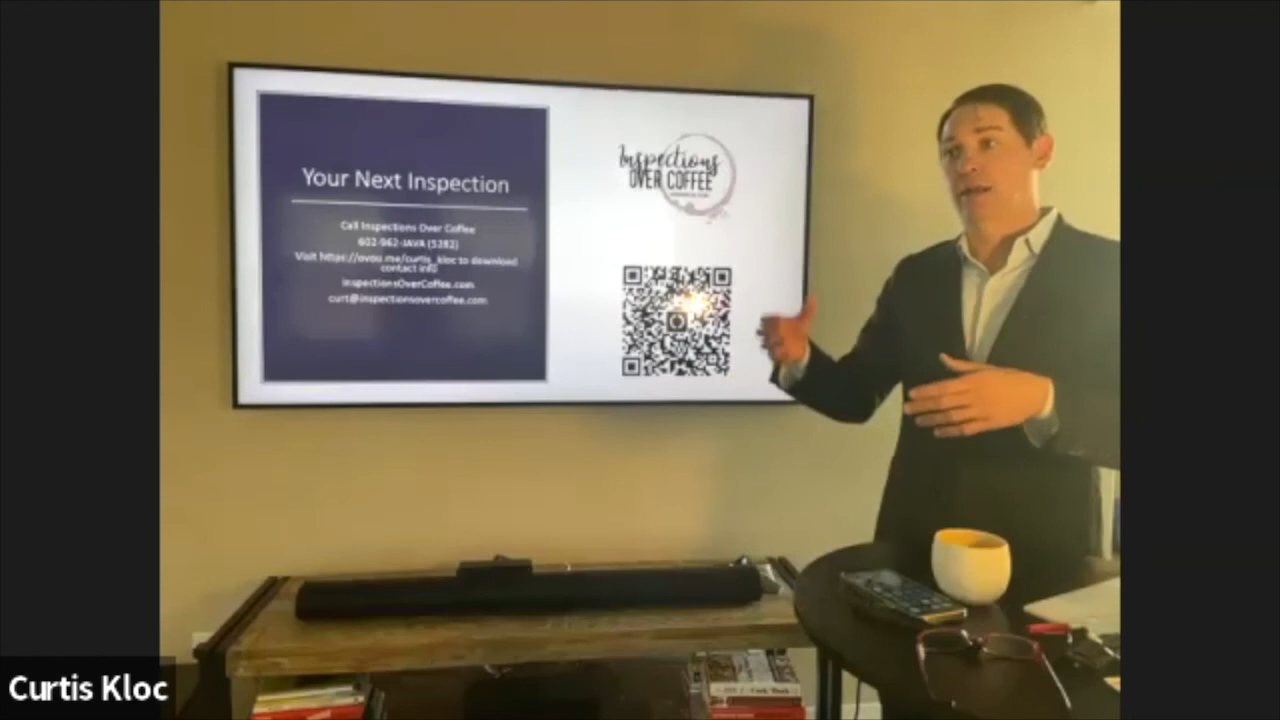 Your Next Inspection
Call Inspections Over Coffee
602-962-JAVA (5282)
Visit https://ovou.me/curtis_kloc to download
contact info
InspectionsOverCoffee.com
curt@inspectionsovercoffee.com
Inspections
OVER COFFEE
Curtis Kloc